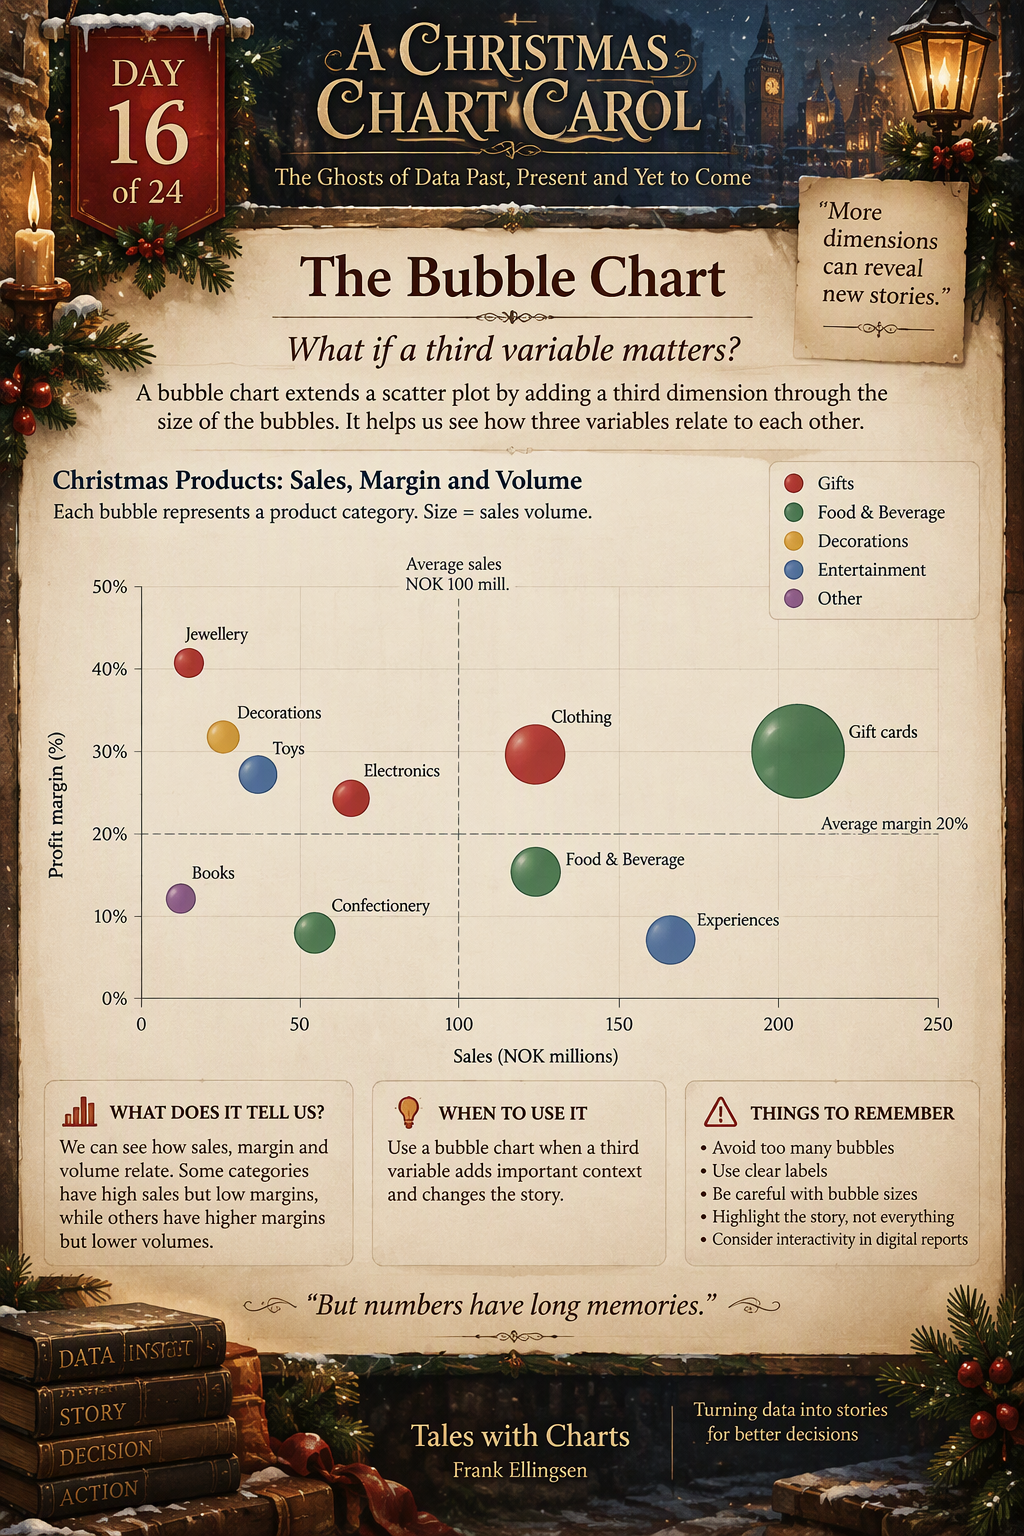 DAY
16
of 24
A CHRISTMAS
CHART CAROL
The Ghosts of Data Past, Present and Yet to Come
“More
dimensions
can reveal
new stories.”
The Bubble Chart
What if a third variable matters?
A bubble chart extends a scatter plot by adding a third dimension through the
size of the bubbles. It helps us see how three variables relate to each other.
Christmas Products: Sales, Margin and Volume
Each bubble represents a product category. Size = sales volume.
Gifts
Food & Beverage
Decorations
Entertainment
Other
Average sales
NOK 100 mill.
50%
40%
30%
20%
10%
0%
Profit margin (%)
Jewellery
Decorations
Toys
Electronics
Clothing
Gift cards
Average margin 20%
Food & Beverage
Books
Confectionery
Experiences
0
50
100
150
200
250
Sales (NOK millions)
WHAT DOES IT TELL US?
We can see how sales, margin and
volume relate. Some categories
have high sales but low margins,
while others have higher margins
but lower volumes.
WHEN TO USE IT
Use a bubble chart when a third
variable adds important context
and changes the story.
THINGS TO REMEMBER
• Avoid too many bubbles
• Use clear labels
• Be careful with bubble sizes
• Highlight the story, not everything
• Consider interactivity in digital reports
“But numbers have long memories.”
DATA
STORY
DECISION
ACTION
Tales with Charts
Frank Ellingsen
Turning data into stories
for better decisions